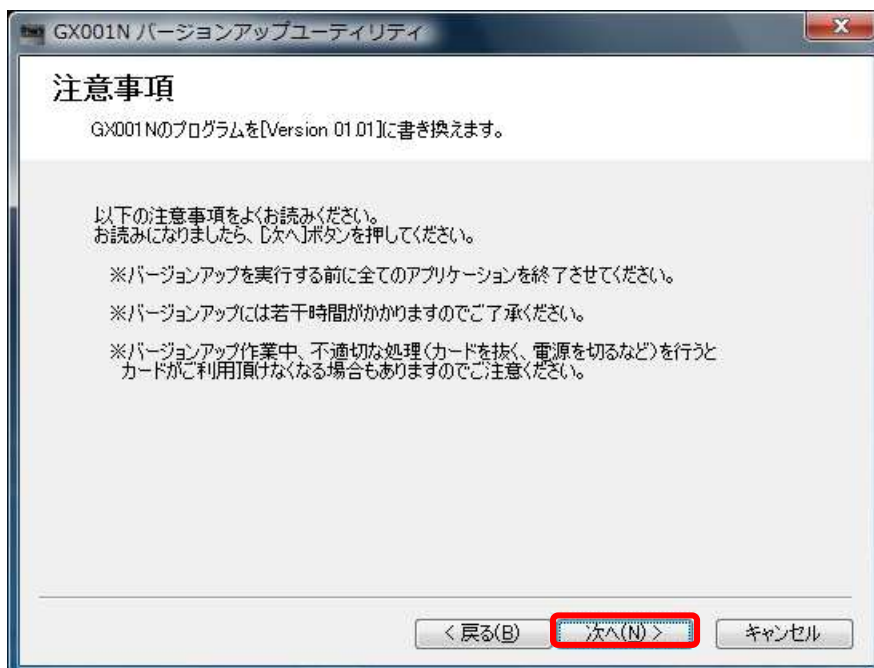 GX001N バージョンアップユーティリティ
注意事項
GX001Nのプログラムを[Version 01.01]に書き換えます。
以下の注意事項をよくお読みください。
お読みになりましたら、[次へ]ボタンを押してください。
※バージョンアップを実行する前に全てのアプリケーションを終了させてください。
※バージョンアップには若干時間がかかりますのでご了承ください。
※バージョンアップ作業中、不適切な処理(カードを抜く、電源を切るなど)を行うと
カードがご利用頂けなくなる場合もありますのでご注意ください。
< 戻る(B) 次へ(N) > キャンセル